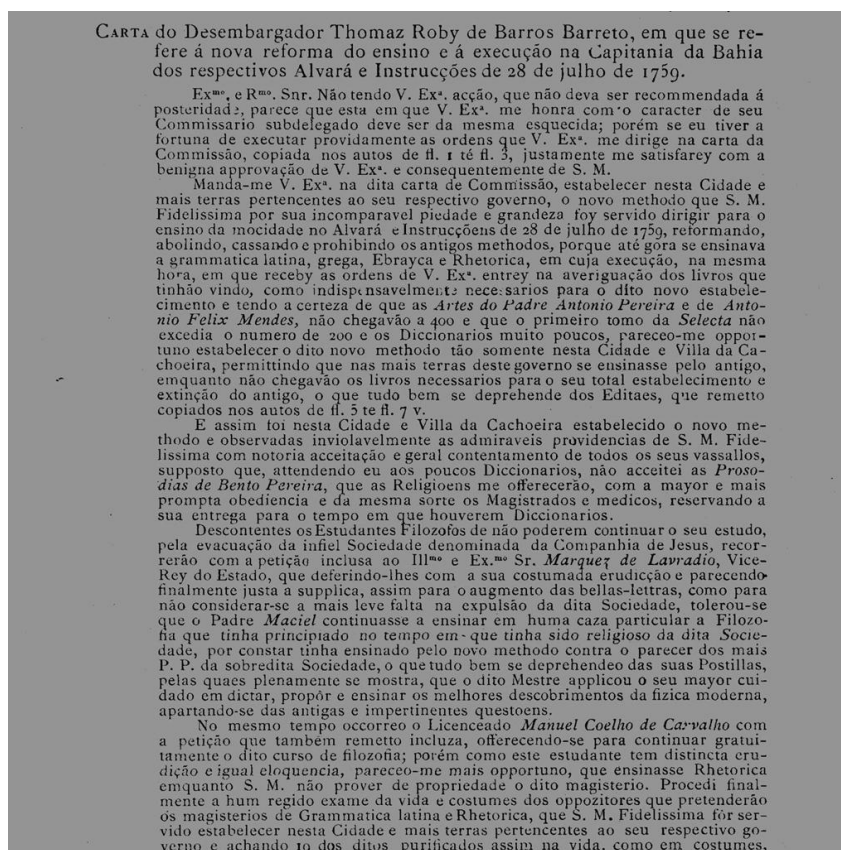 CARTA do Desembargador Thomaz Roby de Barros Barreto, em que se re-
fere á nova reforma do ensino e á execução na Capitania da Bahia
dos respectivos Alvará e Instrucções de 28 de julho de 1759.
Exᵐᵒ. e Rᵐᵒ. Snr. Não tendo V. Exᵃ. acção, que não deva ser recommendada á
posteridade, parece que esta em que V. Exᵃ. me honra com o caracter de seu
Commissario subdelegado deve ser da mesma esquecida; porém se eu tiver a
fortuna de executar providamente as ordens que V. Exᵃ. me dirige na carta da
Commissão, copiada nos autos de fl. 1 té fl. 3, justamente me satisfarey com a
benigna approvação de V. Exᵃ. e consequentemente de S. M.
Manda-me V. Exᵃ. na dita carta de Commissão, estabelecer nesta Cidade e
mais terras pertencentes ao seu respectivo governo, o novo methodo que S. M.
Fidelissima por sua incomparavel piedade e grandeza foy servido dirigir para o
ensino da mocidade no Alvará e Instrucçõens de 28 de julho de 1759, reformando,
abolindo, cassando e prohibindo os antigos methodos, porque até gora se ensinava
a grammatica latina, grega, Ebrayca e Rhetorica, em cuja execução, na mesma
hora, em que receby as ordens de V. Exᵃ. entrey na averiguação dos livros que
tinhão vindo, como indispensavelmente necessarios para o dito novo estabele-
cimento e tendo a certeza de que as Artes do Padre Antonio Pereira e de Anto-
nio Felix Mendes, não chegavão a 400 e que o primeiro tomo da Selecta não
excedia o numero de 200 e os Diccionarios muito poucos, pareceo-me oppor-
tuno estabelecer o dito novo methodo tão somente nesta Cidade e Villa da Ca-
choeira, permittindo que nas mais terras deste governo se ensinasse pelo antigo,
emquanto não chegavão os livros necessarios para o seu total estabelecimento e
extinção do antigo, o que tudo bem se deprehende dos Editaes, que remetto
copiados nos autos de fl. 5 te fl. 7 v.
E assim foi nesta Cidade e Villa da Cachoeira estabelecido o novo me-
thodo e observadas inviolavelmente as admiraveis providencias de S. M. Fide-
lissima com notoria acceitação e geral contentamento de todos os seus vassallos,
supposto que, attendendo eu aos poucos Diccionarios, não acceitei as Proso-
dias de Bento Pereira, que as Religioens me offerecerão, com a mayor e mais
prompta obediencia e da mesma sorte os Magistrados e medicos, reservando a
sua entrega para o tempo em que houverem Diccionarios.
Descontentes os Estudantes Filozofos de não poderem continuar o seu estudo,
pela evacuação da infiel Sociedade denominada da Companhia de Jesus, recor-
rerão com a petição inclusa ao Illᵐᵒ e Ex.ᵐᵒ Sr. Marquez de Lavradio, Vice-
Rey do Estado, que deferindo-lhes com a sua costumada erudicção e parecendo
finalmente justa a supplica, assim para o augmento das bellas-lettras, como para
não considerar-se a mais leve falta na expulsão da dita Sociedade, tolerou-se
que o Padre Maciel continuasse a ensinar em huma caza particular a Filozo-
fia que tinha principiado no tempo em que tinha sido religioso da dita Socie-
dade, por constar tinha ensinado pelo novo methodo contra o parecer dos mais
P. P. da sobredita Sociedade, o que tudo bem se deprehendeo das suas Postillas,
pelas quaes plenamente se mostra, que o dito Mestre applicou o seu mayor cui-
dado em dictar, propôr e ensinar os melhores descobrimentos da fizica moderna,
apartando-se das antigas e impertinentes questoens.
No mesmo tempo occorreo o Licenceado Manuel Coelho de Carvalho com
a petição que também remetto incluza, offerecendo-se para continuar gratui-
tamente o dito curso de filozofia; porém como este estudante tem distincta eru-
dição e igual eloquencia, pareceo-me mais opportuno, que ensinasse Rhetorica
emquanto S. M. não prover de propriedade o dito magisterio. Procedi final-
mente a hum regido exame da vida e costumes dos oppozitores que pretenderão
os magisterios de Grammatica latina e Rhetorica, que S. M. Fidelissima fôr ser-
vido estabelecer nesta Cidade e mais terras pertencentes ao seu respectivo go-
verno e achando 19 dos ditos purificados assim na vida, como em costumes,